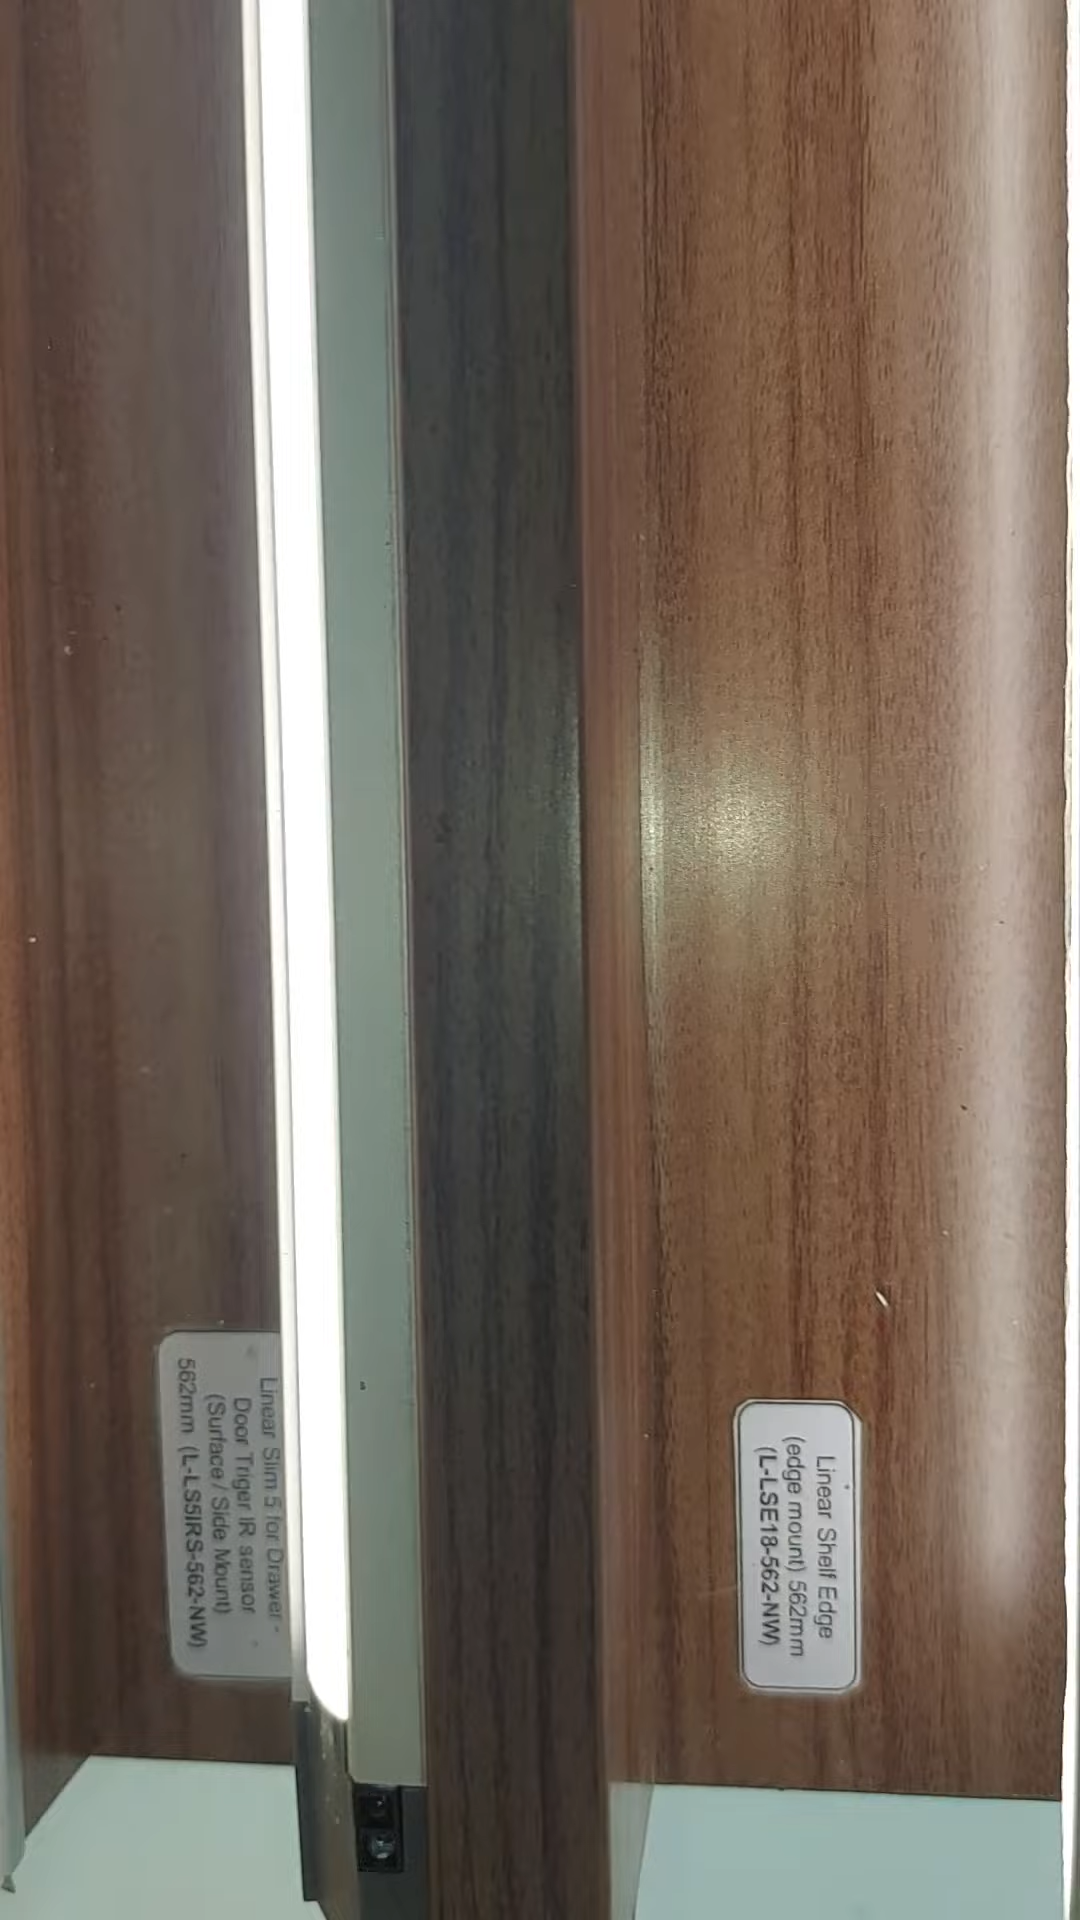 Linear Slim 5 for Drawer -
Door Triger IR sensor
(Surface / Side Mount)
562mm (L-LS5IRS-562-NW)
Linear Shelf Edge
(edge mount) 562mm
(L-LSE18-562-NW)